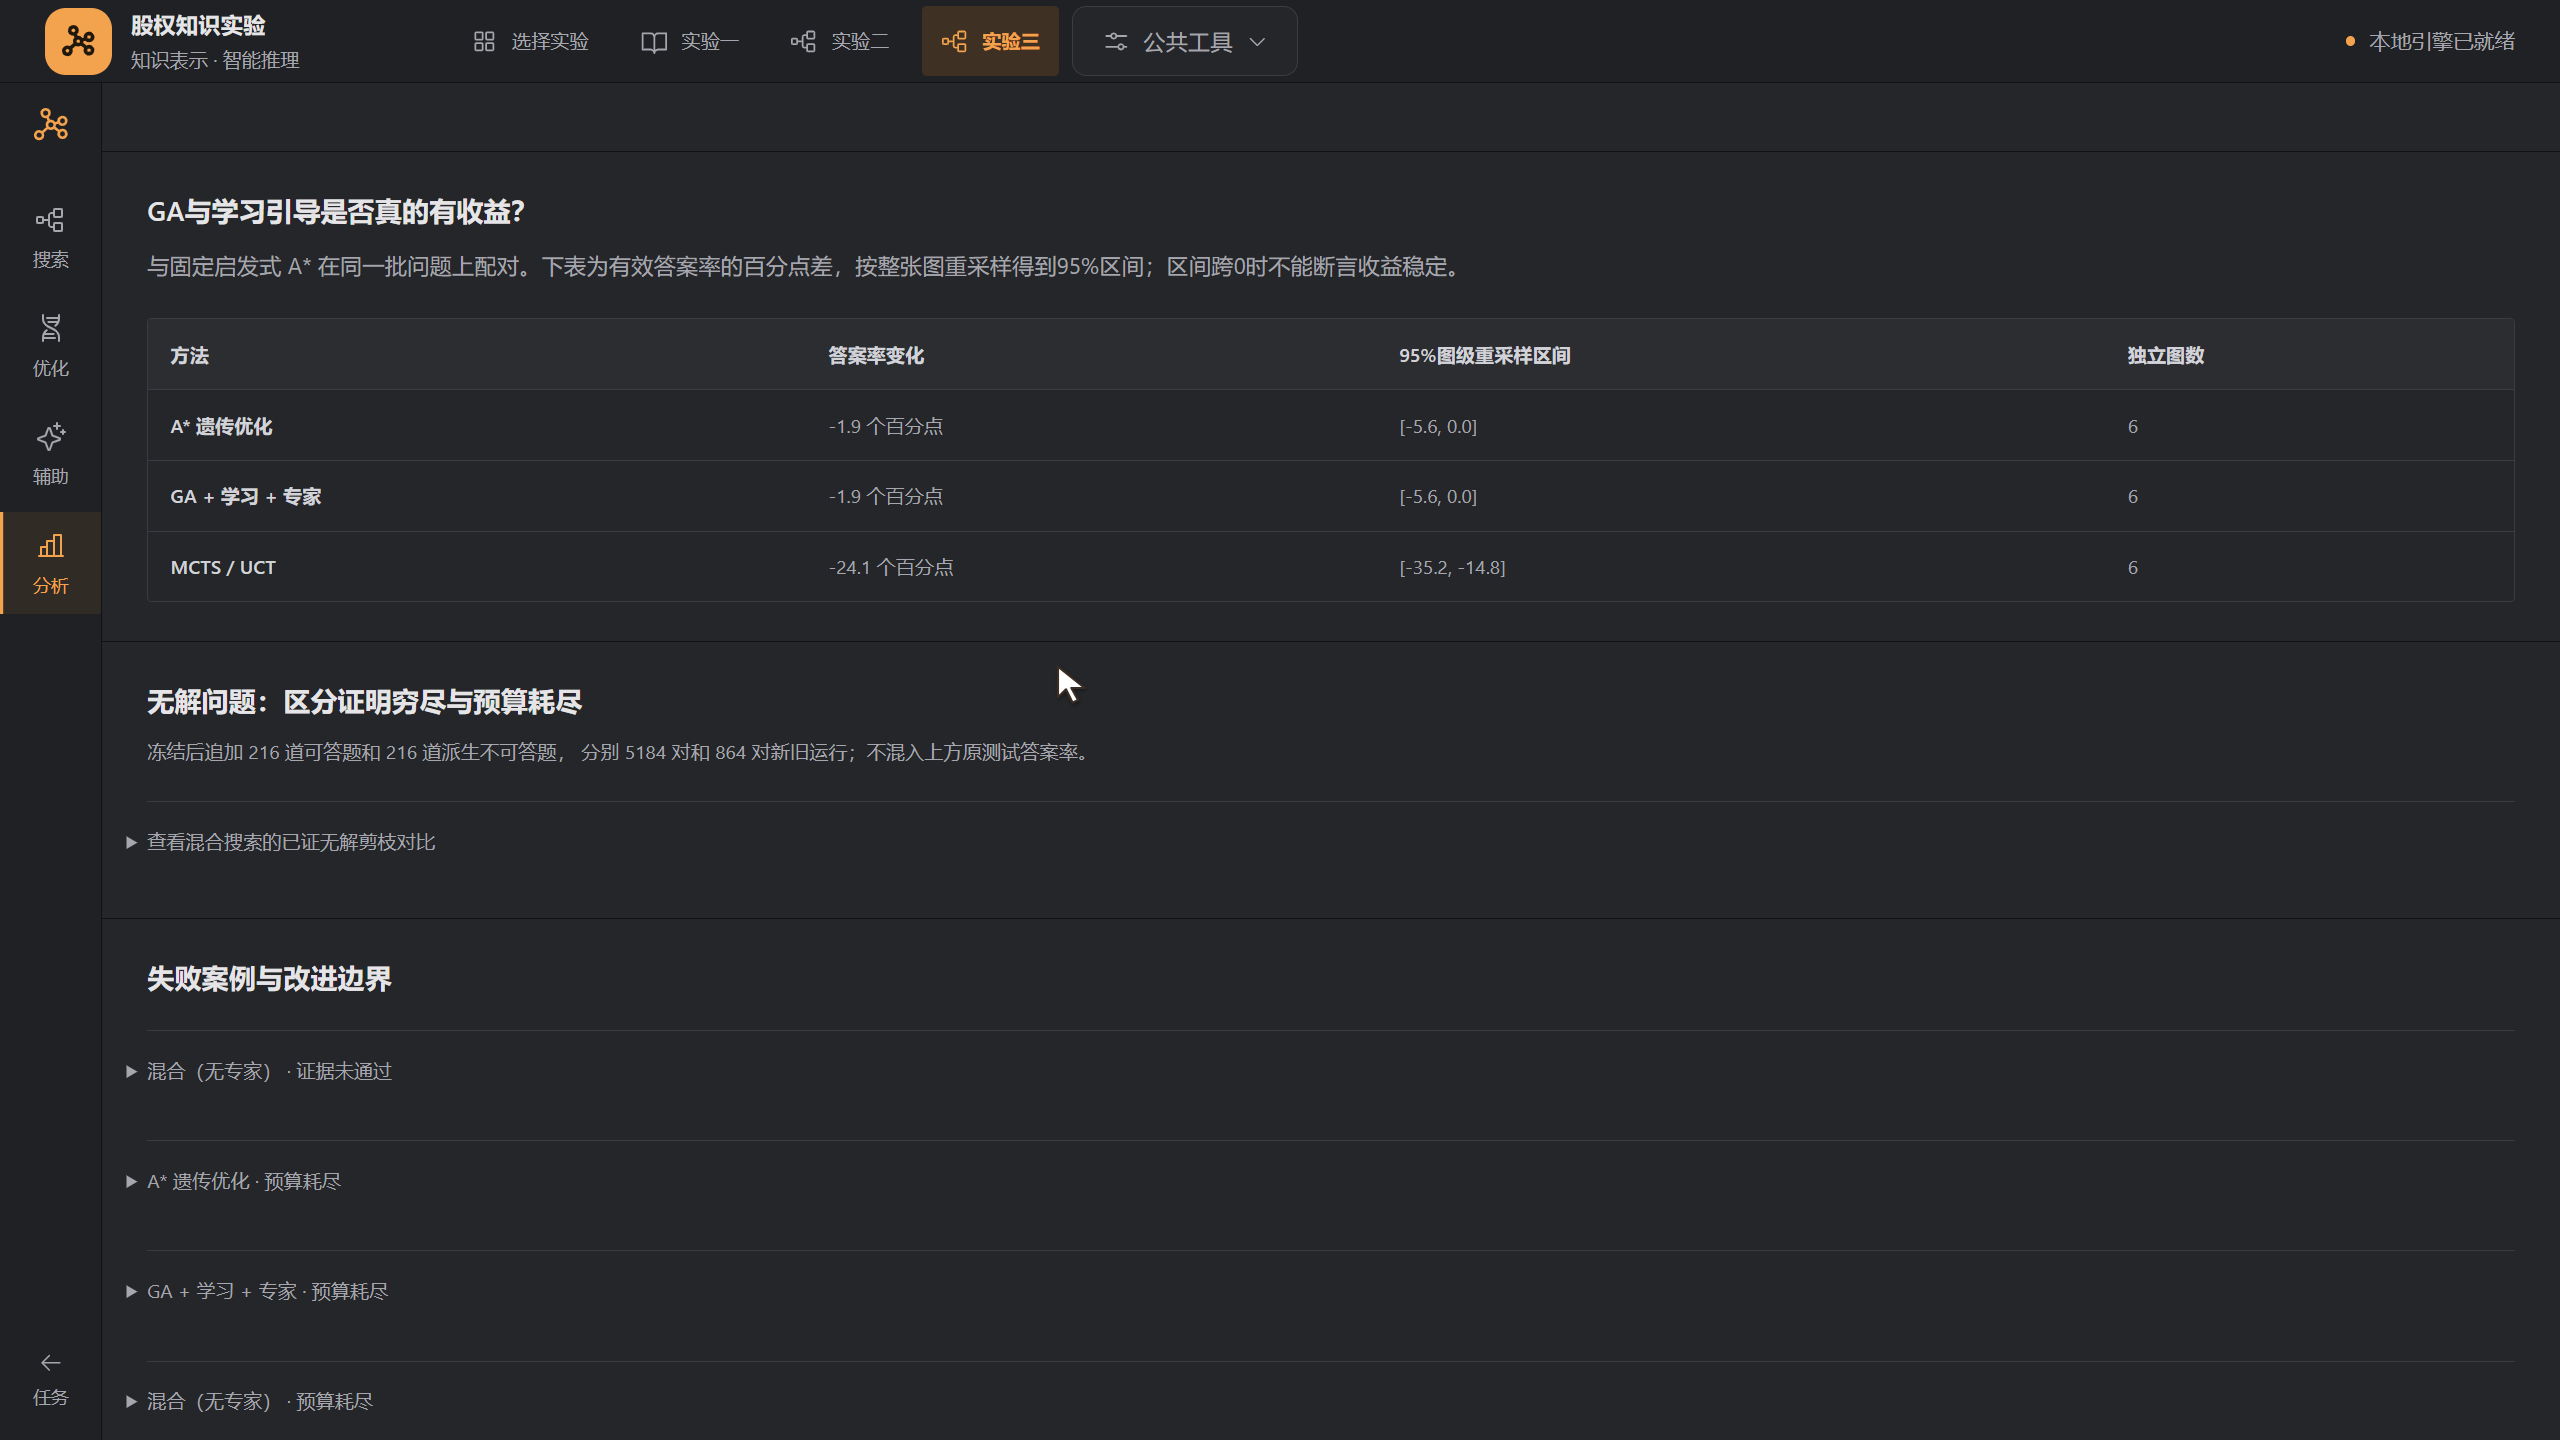 股权知识实验
知识表示 · 智能推理
选择实验
实验一
实验二
实验三
公共工具
本地引擎已就绪
搜索
优化
辅助
分析
任务
GA与学习引导是否真的有收益？
与固定启发式 A* 在同一批问题上配对。下表为有效答案率的百分点差，按整张图重采样得到95%区间；区间跨0时不能断言收益稳定。
方法 答案率变化 95%图级重采样区间 独立图数
A* 遗传优化 -1.9 个百分点 [-5.6, 0.0] 6
GA + 学习 + 专家 -1.9 个百分点 [-5.6, 0.0] 6
MCTS / UCT -24.1 个百分点 [-35.2, -14.8] 6
无解问题：区分证明穷尽与预算耗尽
冻结后追加 216 道可答题和 216 道派生不可答题， 分别 5184 对和 864 对新旧运行；不混入上方原测试答案率。
查看混合搜索的已证无解剪枝对比
失败案例与改进边界
混合（无专家） · 证据未通过
A* 遗传优化 · 预算耗尽
GA + 学习 + 专家 · 预算耗尽
混合（无专家） · 预算耗尽